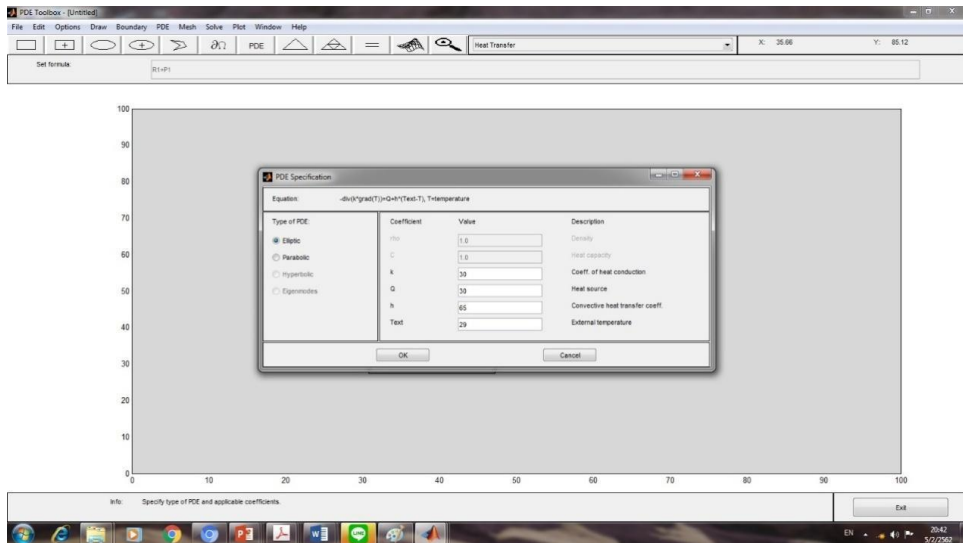 PDE Toolbox - [Untitled]
File Edit Options Draw Boundary PDE Mesh Solve Plot Window Help
∂Ω PDE = Heat Transfer X: 35.66 Y: 85.12
Set formula: R1+P1
100
90
80
70
60
50
40
30
20
10
0
0 10 20 30 40 50 60 70 80 90 100
PDE Specification
Equation: -div(k*grad(T))=Q+h*(Text-T), T=temperature
Type of PDE: Coefficient Value Description
Elliptic rho 1.0 Density
Parabolic C 1.0 Heat capacity
Hyperbolic k 30 Coeff. of heat conduction
Eigenmodes Q 30 Heat source
h 65 Convective heat transfer coeff.
Text 29 External temperature
OK Cancel
Info: Specify type of PDE and applicable coefficients. Exit
EN 20:42
5/2/2562